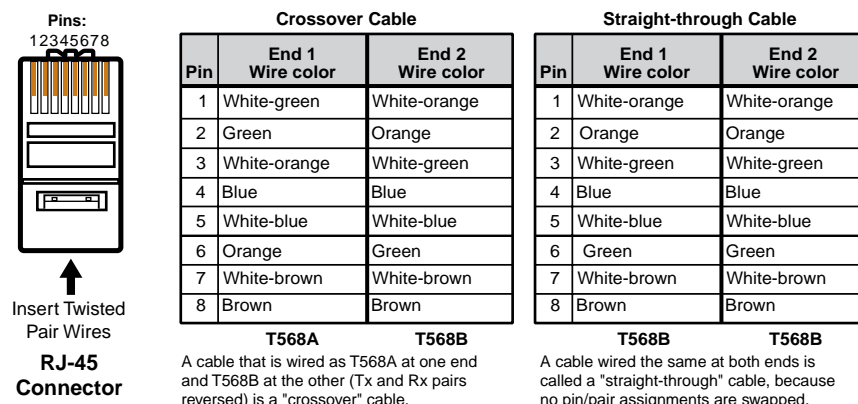 Pins:
12345678
Insert Twisted
Pair Wires
RJ-45
Connector
Crossover Cable
Pin End 1 Wire color End 2 Wire color
1 White-green White-orange
2 Green Orange
3 White-orange White-green
4 Blue Blue
5 White-blue White-blue
6 Orange Green
7 White-brown White-brown
8 Brown Brown
T568A T568B
A cable that is wired as T568A at one end
and T568B at the other (Tx and Rx pairs
reversed) is a "crossover" cable.
Straight-through Cable
Pin End 1 Wire color End 2 Wire color
1 White-orange White-orange
2 Orange Orange
3 White-green White-green
4 Blue Blue
5 White-blue White-blue
6 Green Green
7 White-brown White-brown
8 Brown Brown
T568B T568B
A cable wired the same at both ends is
called a "straight-through" cable, because
no pin/pair assignments are swapped.